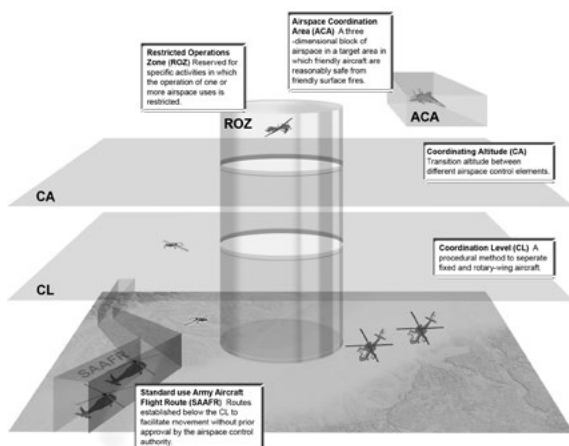 Airspace Coordination
Area (ACA) A three
-dimensional block of
airspace in a target area in
which friendly aircraft are
reasonably safe from
friendly surface fires.
Restricted Operations
Zone (ROZ) Reserved for
specific activities in which
the operation of one or
more airspace uses is
restricted.
ROZ
ACA
Coordinating Altitude (CA)
Transition altitude between
different airspace control elements.
CA
Coordination Level (CL) A
procedural method to seperate
fixed and rotary-wing aircraft.
CL
SAAFR
Standard use Army Aircraft
Flight Route (SAAFR) Routes
established below the CL to
facilitate movement without prior
approval by the airspace control
authority.